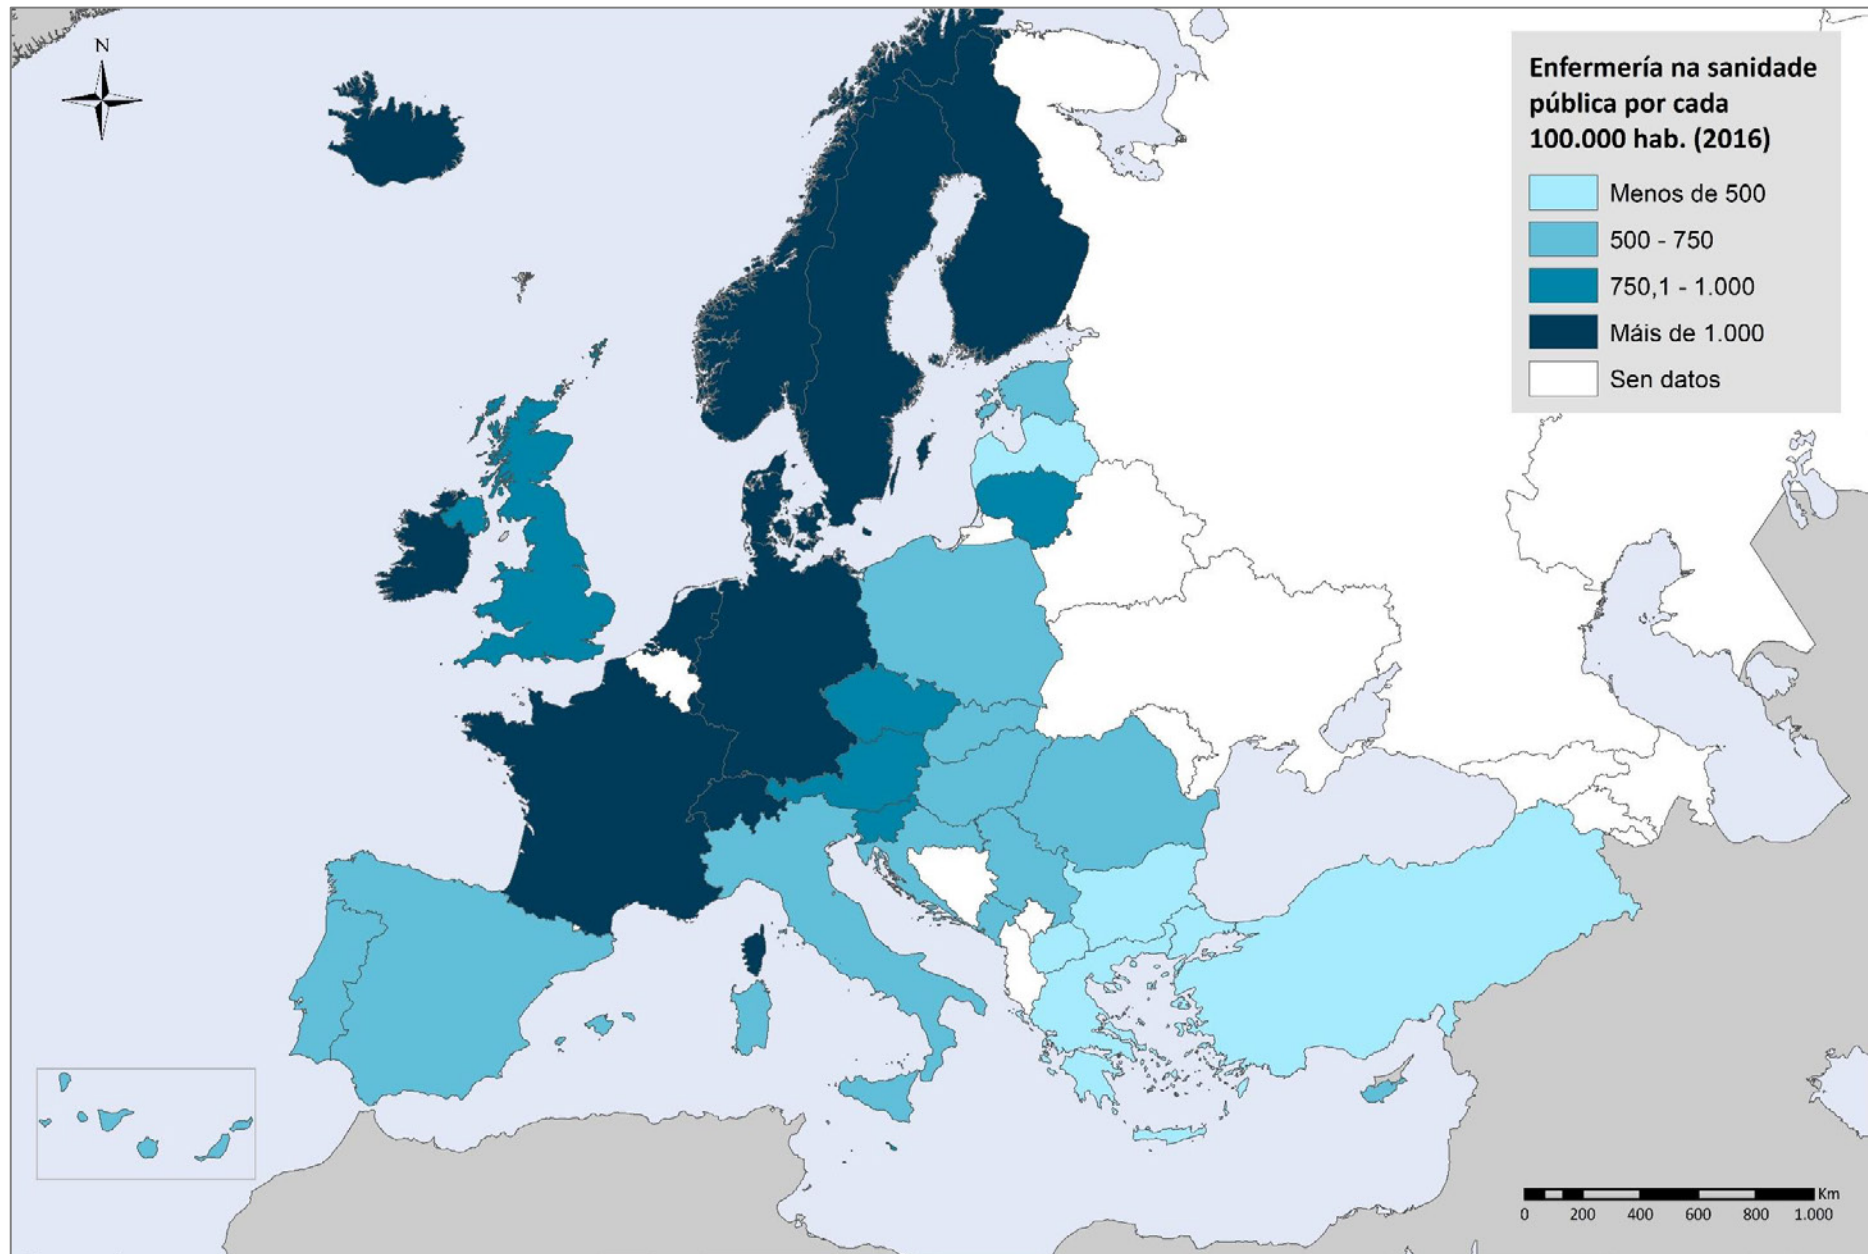 N
Enfermería na sanidade
pública por cada
100.000 hab. (2016)
Menos de 500
500 - 750
750,1 - 1.000
Máis de 1.000
Sen datos
Km
0 200 400 600 800 1.000